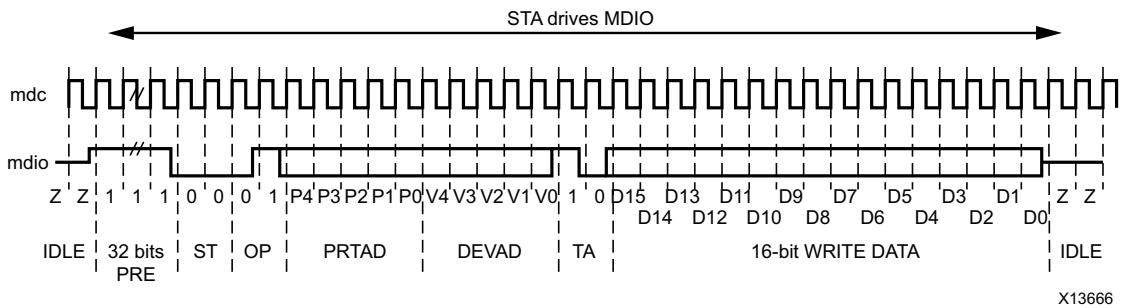 STA drives MDIO
mdc
mdio
Z Z 1 1 1 0 0 0 1 P4 P3 P2 P1 P0 V4 V3 V2 V1 V0 1 0 D15 D13 D11 D9 D7 D5 D3 D1 Z Z
D14 D12 D10 D8 D6 D4 D2 D0
IDLE 32 bits ST OP PRTAD DEVAD TA 16-bit WRITE DATA IDLE
PRE
X13666